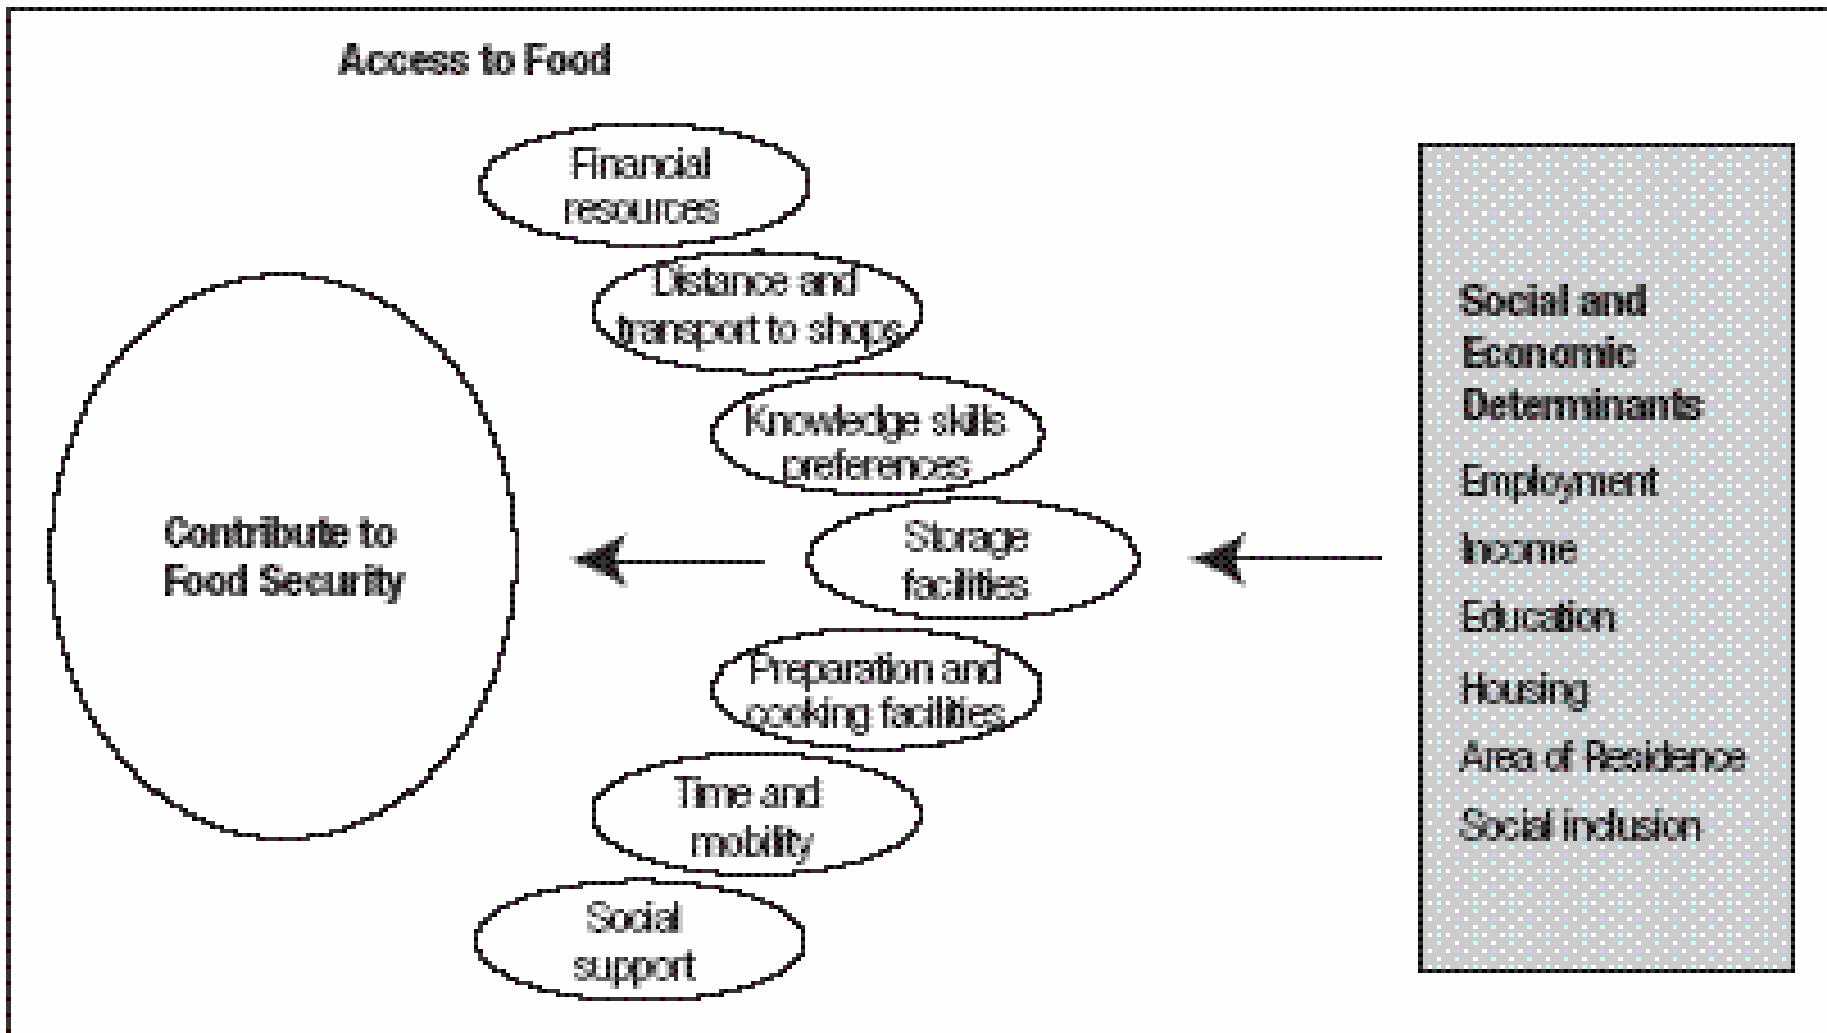 Access to Food
Financial
resources
Distance and
transport to shops
Knowledge skills
preferences
Storage
facilities
Preparation and
cooking facilities
Time and
mobility
Social
support
Contribute to
Food Security
Social and
Economic
Determinants
Employment
Income
Education
Housing
Area of Residence
Social inclusion